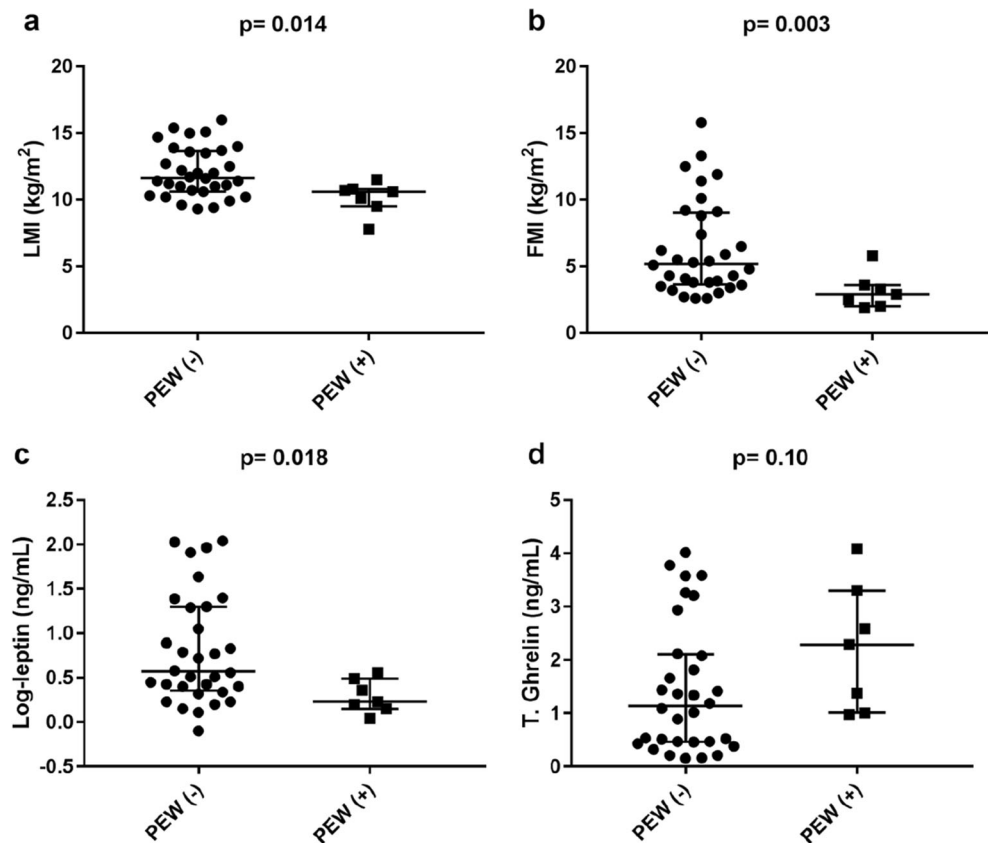 a
p= 0.014
LMI (kg/m²)
20
15
10
5
0
PEW (-)
PEW (+)
b
p= 0.003
FMI (kg/m²)
20
15
10
5
0
PEW (-)
PEW (+)
c
p= 0.018
Log-leptin (ng/mL)
2.5
2.0
1.5
1.0
0.5
0.0
-0.5
PEW (-)
PEW (+)
d
p= 0.10
T. Ghrelin (ng/mL)
5
4
3
2
1
0
PEW (-)
PEW (+)